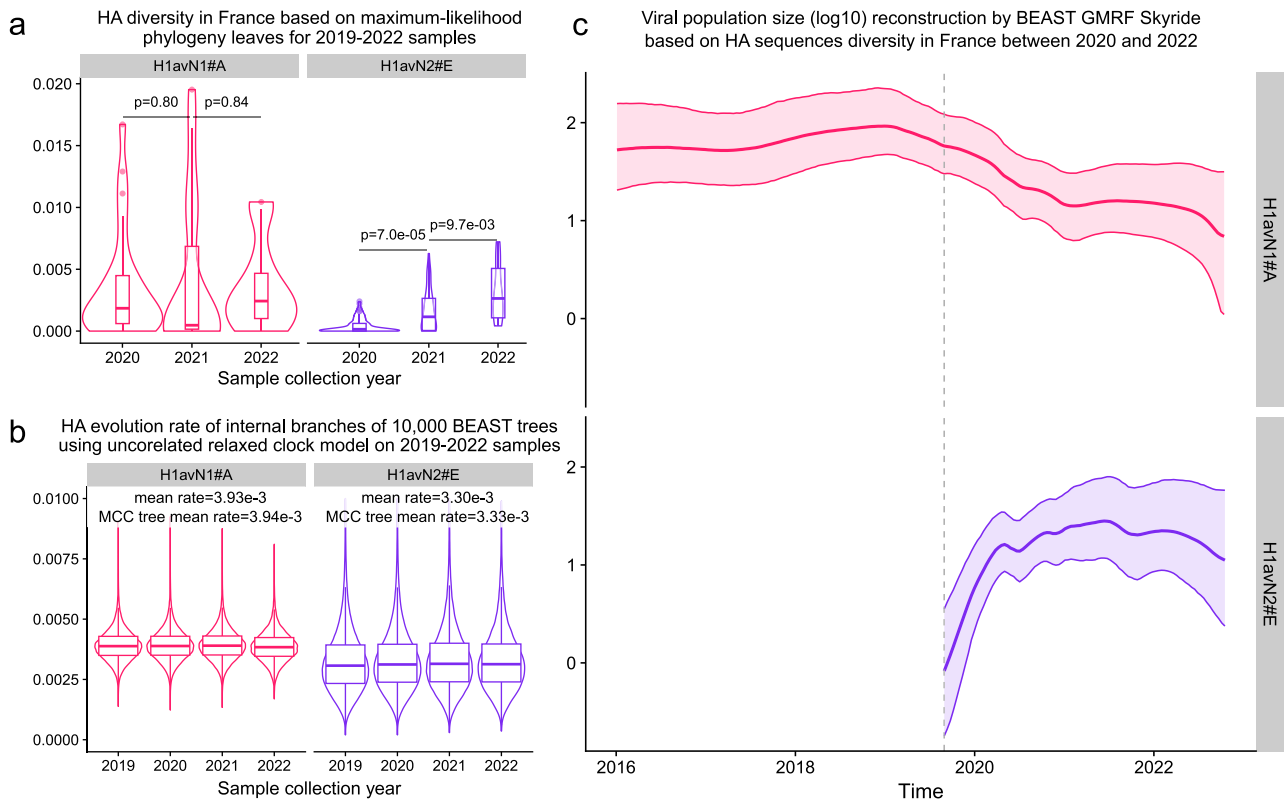 a
HA diversity in France based on maximum-likelihood
phylogeny leaves for 2019-2022 samples
H1avN1#A
H1avN2#E
0.020
0.015
0.010
0.005
0.000
p=0.80
p=0.84
p=7.0e-05
p=9.7e-03
2020
2021
2022
2020
2021
2022
Sample collection year
b
HA evolution rate of internal branches of 10,000 BEAST trees
using uncorelated relaxed clock model on 2019-2022 samples
H1avN1#A
H1avN2#E
mean rate=3.93e-3
MCC tree mean rate=3.94e-3
mean rate=3.30e-3
MCC tree mean rate=3.33e-3
0.0100
0.0075
0.0050
0.0025
0.0000
2019
2020
2021
2022
2019
2020
2021
2022
Sample collection year
c
Viral population size (log10) reconstruction by BEAST GMRF Skyride
based on HA sequences diversity in France between 2020 and 2022
2
1
0
H1avN1#A
2
1
0
H1avN2#E
2016
2018
2020
2022
Time